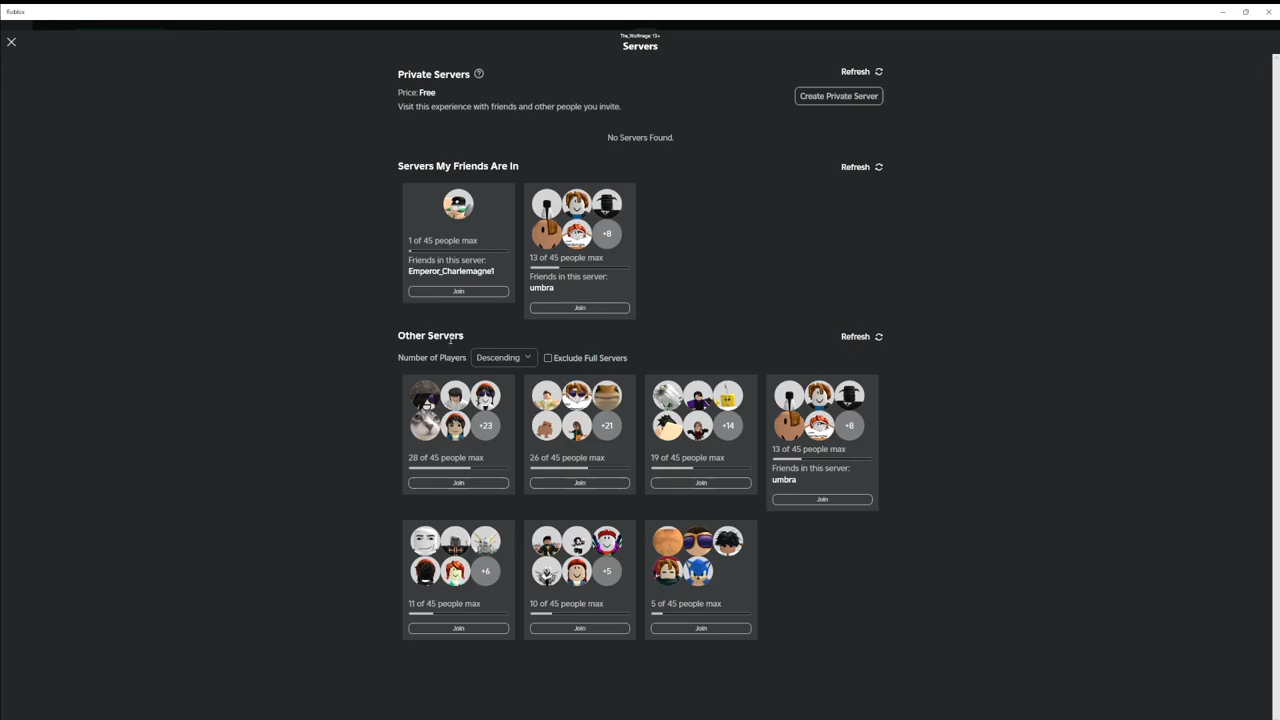 Roblox
The_Wulfmage: 13+
Servers
Private Servers
Refresh
Price: Free
Create Private Server
Visit this experience with friends and other people you invite.
No Servers Found.
Servers My Friends Are In
Refresh
1 of 45 people max
Friends in this server:
Emperor_Charlemagne1
Join
+8
13 of 45 people max
Friends in this server:
umbra
Join
Other Servers
Refresh
Number of Players
Descending
Exclude Full Servers
+23
28 of 45 people max
Join
+21
26 of 45 people max
Join
+14
19 of 45 people max
Join
+8
13 of 45 people max
Friends in this server:
umbra
Join
+6
11 of 45 people max
Join
+5
10 of 45 people max
Join
5 of 45 people max
Join